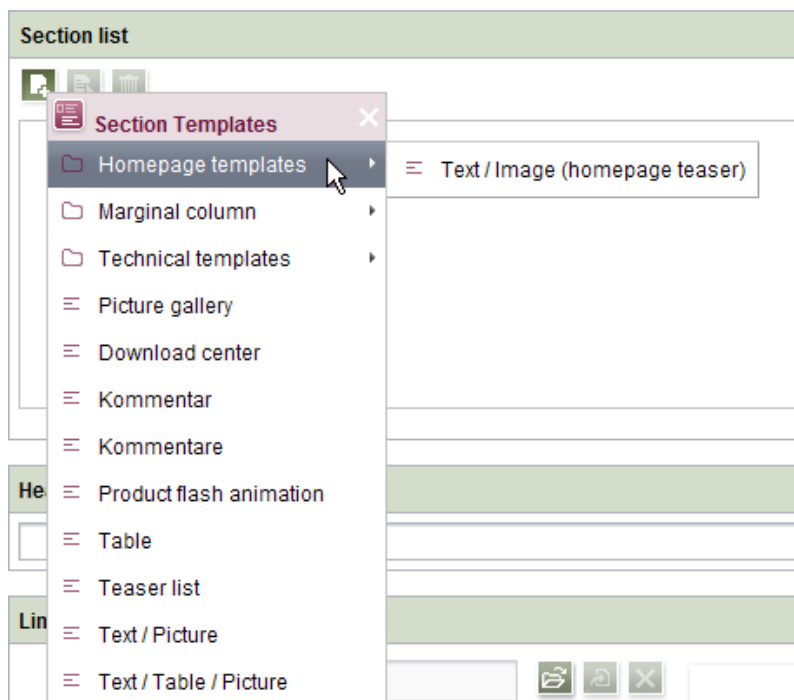 Section list
Section Templates
Homepage templates
Text / Image (homepage teaser)
Marginal column
Technical templates
Picture gallery
Download center
Kommentar
Kommentare
Product flash animation
Table
Teaser list
Text / Picture
Text / Table / Picture